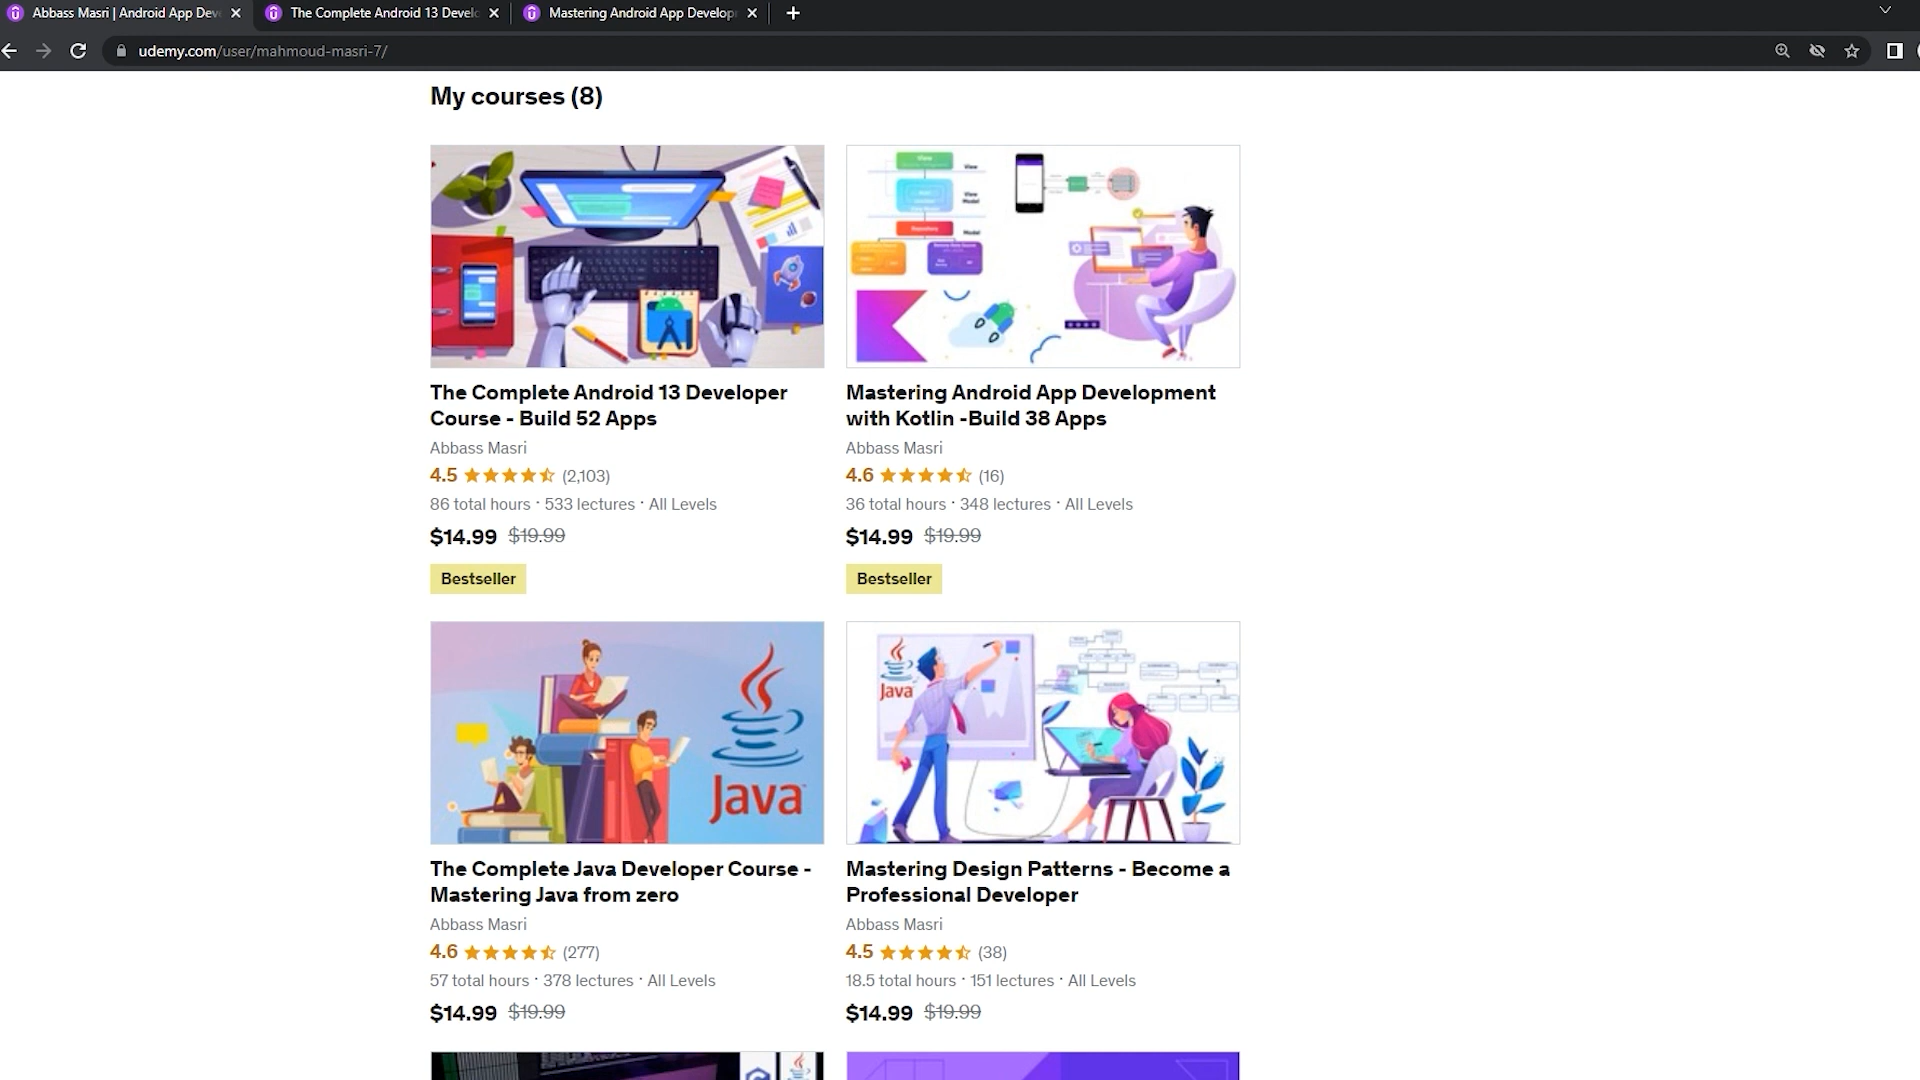 Abbass Masri | Android App Dev
The Complete Android 13 Devel
Mastering Android App Develop
udemy.com/user/mahmoud-masri-7/
My courses (8)
View
View
View
Model
Repository
Model
The Complete Android 13 Developer
Course - Build 52 Apps
Abbass Masri
4.5 (2,103)
86 total hours · 533 lectures · All Levels
$14.99 $19.99
Bestseller
Mastering Android App Development
with Kotlin -Build 38 Apps
Abbass Masri
4.6 (16)
36 total hours · 348 lectures · All Levels
$14.99 $19.99
Bestseller
Java
Java
The Complete Java Developer Course -
Mastering Java from zero
Abbass Masri
4.6 (277)
57 total hours · 378 lectures · All Levels
$14.99 $19.99
Mastering Design Patterns - Become a
Professional Developer
Abbass Masri
4.5 (38)
18.5 total hours · 151 lectures · All Levels
$14.99 $19.99